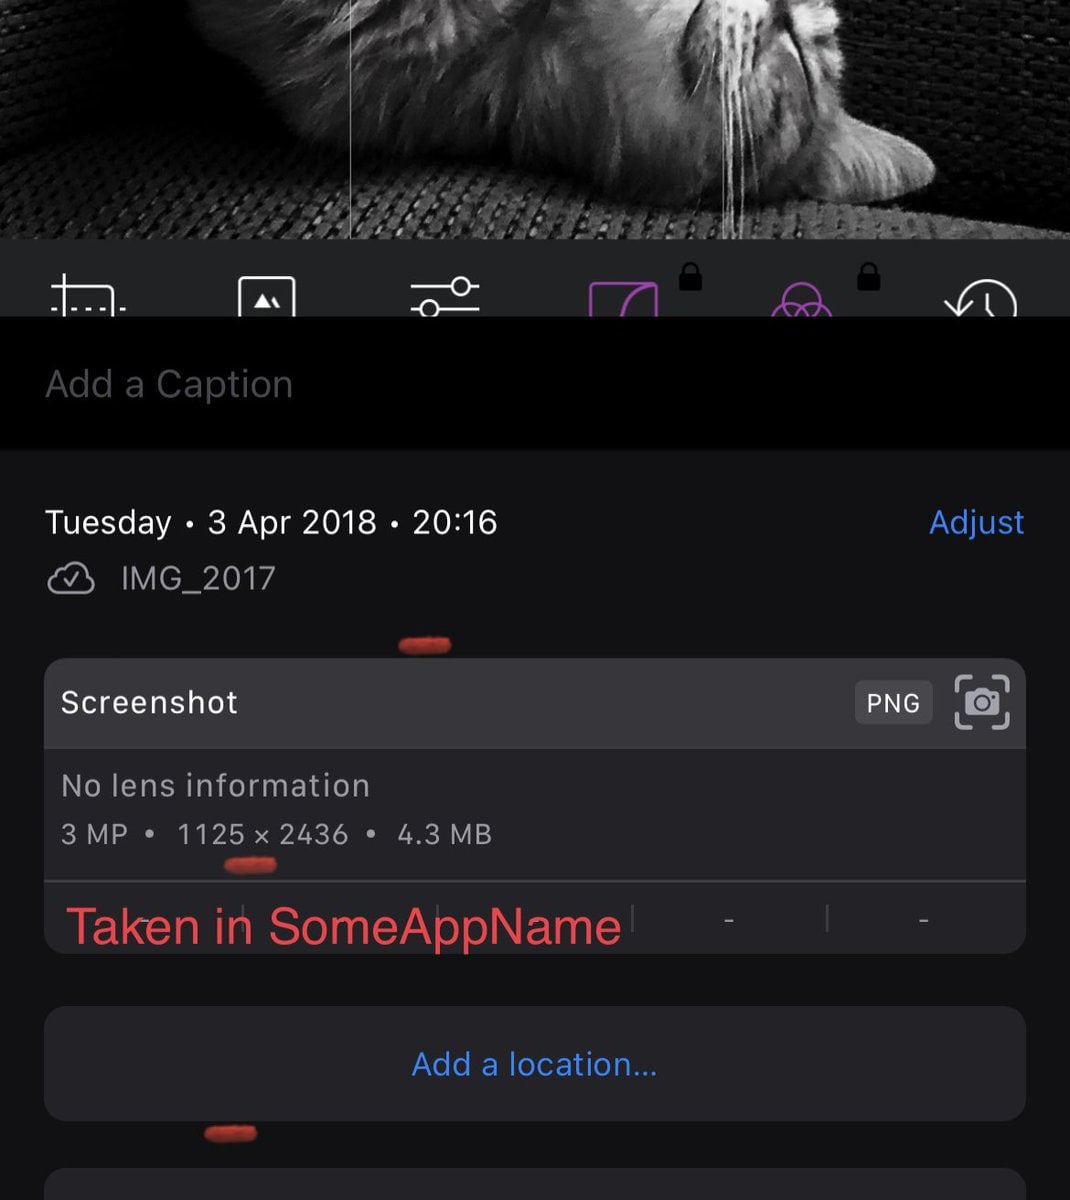 Add a Caption
Tuesday • 3 Apr 2018 • 20:16
Adjust
IMG_2017
Screenshot
PNG
No lens information
3 MP • 1125 × 2436 • 4.3 MB
Taken in SomeAppName
- -
Add a location...